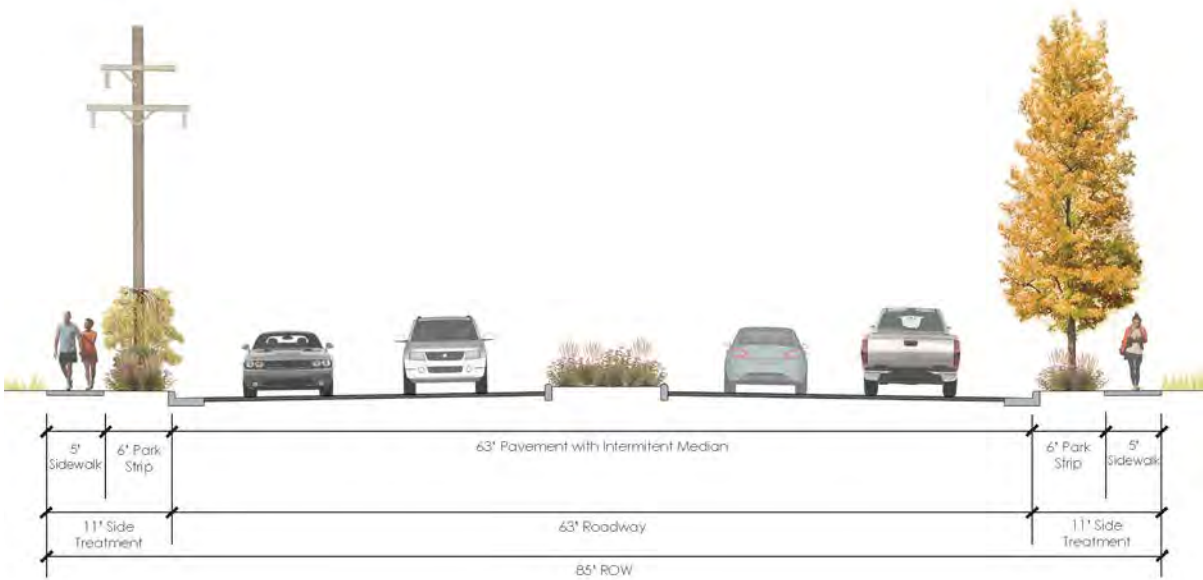 5'
Sidewalk
6' Park
Strip
63' Pavement with Intermitent Median
6' Park
Strip
5'
Sidewalk
11' Side
Treatment
63' Roadway
11' Side
Treatment
85' ROW